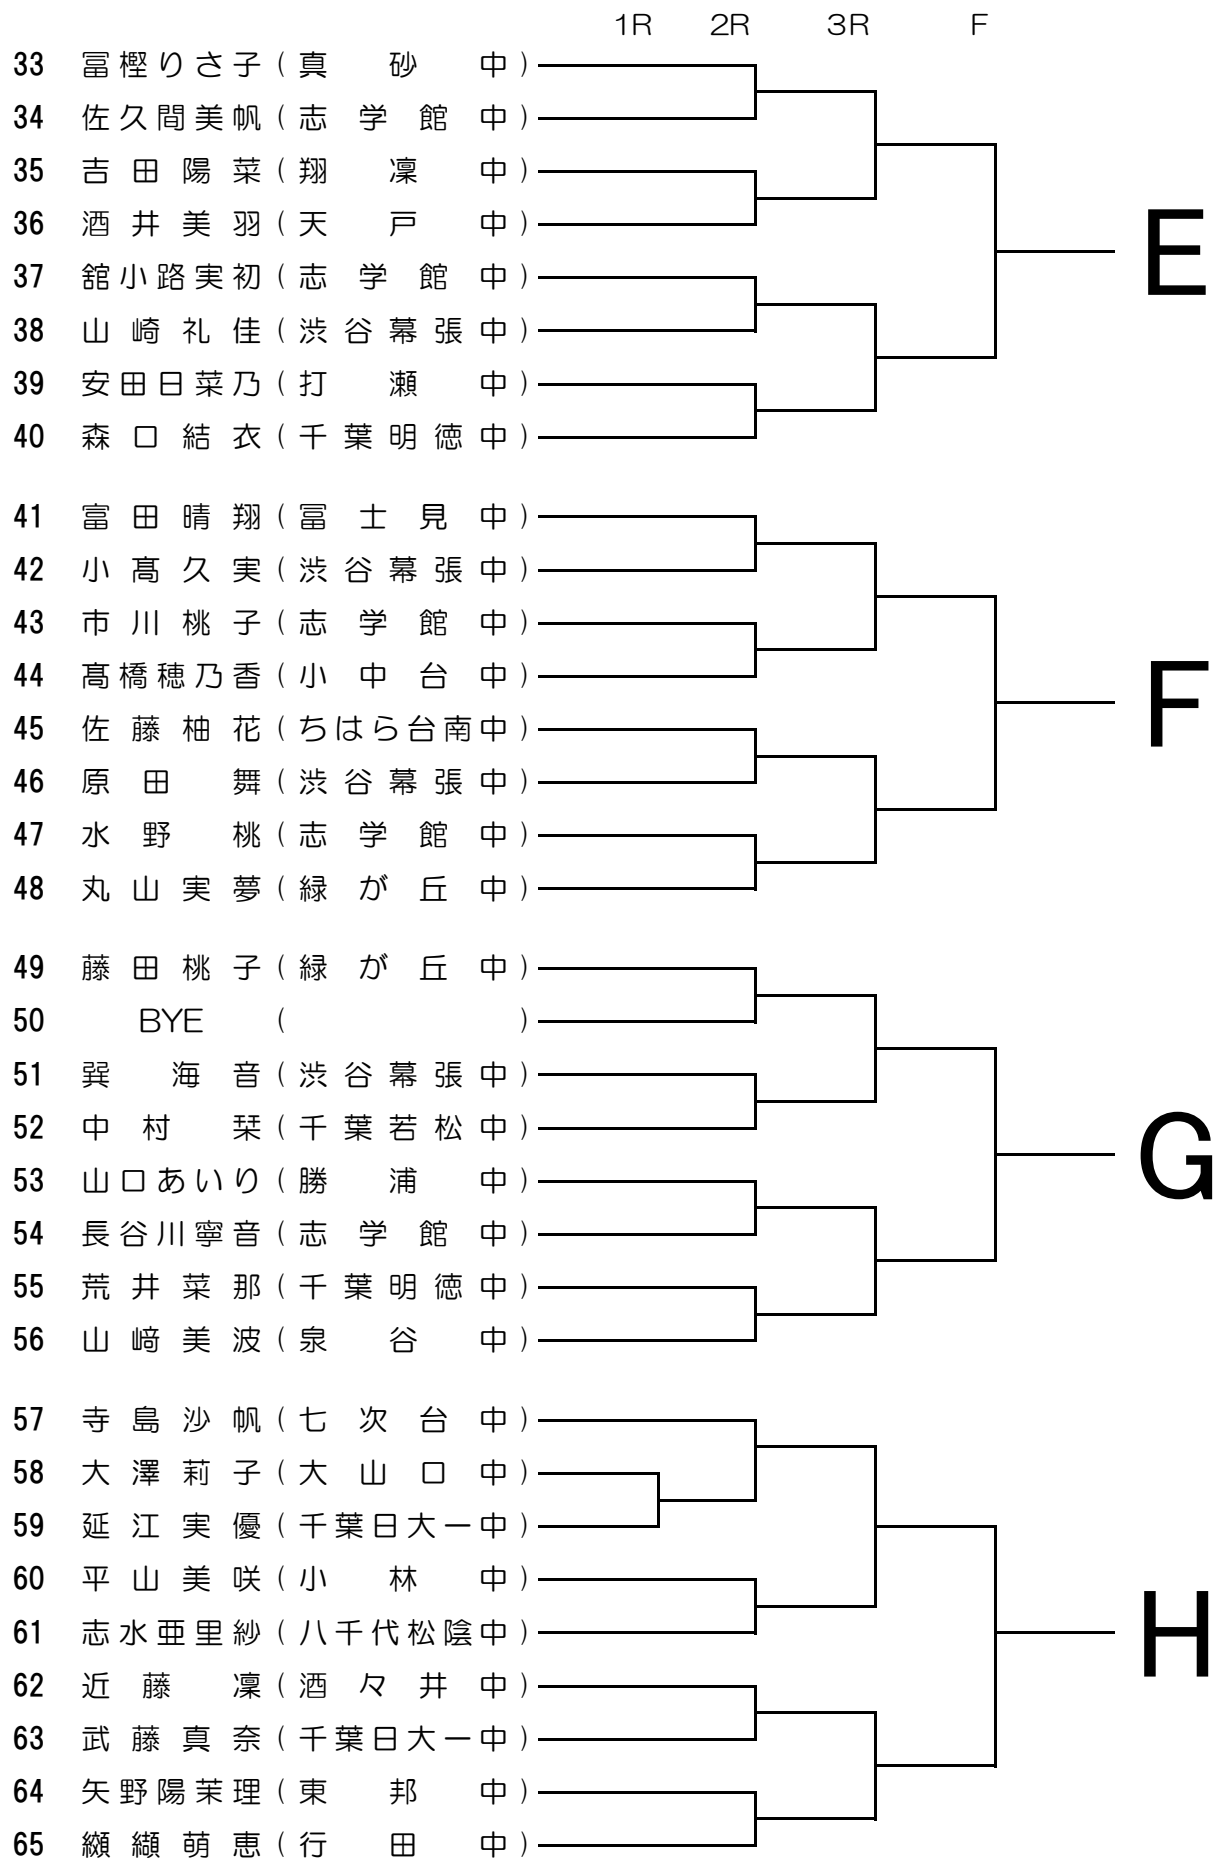 1R 2R 3R F
33 冨樫りさ子（真砂中）
34 佐久間美帆（志学館中）
35 吉田陽菜（翔凜中）
36 酒井美羽（天戸中）
E
37 舘小路実初（志学館中）
38 山崎礼佳（渋谷幕張中）
39 安田日菜乃（打瀬中）
40 森口結衣（千葉明徳中）
41 富田晴翔（冨士見中）
42 小髙久実（渋谷幕張中）
43 市川桃子（志学館中）
44 髙橋穂乃香（小中台中）
F
45 佐藤柚花（ちはら台南中）
46 原田舞（渋谷幕張中）
47 水野桃（志学館中）
48 丸山実夢（緑が丘中）
49 藤田桃子（緑が丘中）
50 BYE（ ）
51 巽海音（渋谷幕張中）
52 中村栞（千葉若松中）
G
53 山口あいり（勝浦中）
54 長谷川寧音（志学館中）
55 荒井菜那（千葉明徳中）
56 山﨑美波（泉谷中）
57 寺島沙帆（七次台中）
58 大澤莉子（大山口中）
59 延江実優（千葉日大一中）
60 平山美咲（小林中）
61 志水亜里紗（八千代松陰中）
H
62 近藤凜（酒々井中）
63 武藤真奈（千葉日大一中）
64 矢野陽茉理（東邦中）
65 纐纈萌恵（行田中）